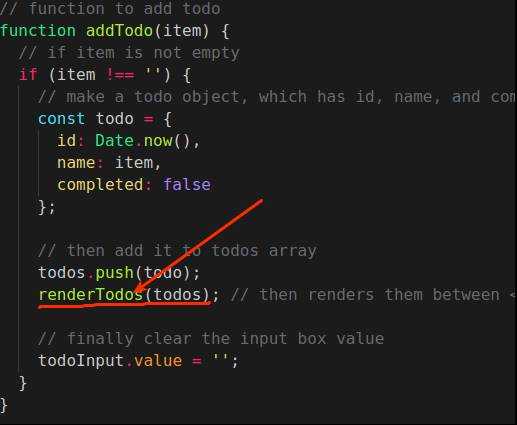 // function to add todo
function addTodo(item) {
// if item is not empty
if (item !== '') {
// make a todo object, which has id, name, and com
const todo = {
id: Date.now(),
name: item,
completed: false
};
// then add it to todos array
todos.push(todo);
renderTodos(todos); // then renders them between <
// finally clear the input box value
todoInput.value = '';
}
}